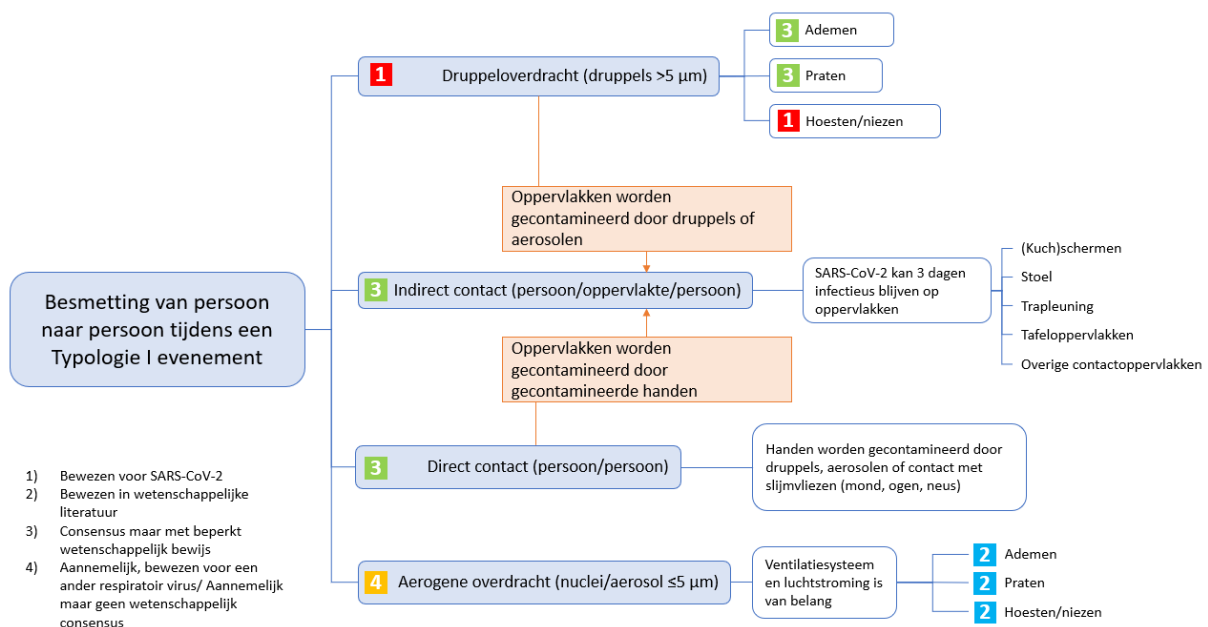 3 Ademen
1 Druppeloverdracht (druppels >5 µm)
3 Praten
1 Hoesten/niezen
Oppervlakken worden
gecontamineerd door druppels of
aerosolen
Besmetting van persoon
naar persoon tijdens een
Typologie I evenement
3 Indirect contact (persoon/oppervlakte/persoon)
SARS-CoV-2 kan 3 dagen
infectieus blijven op
oppervlakken
(Kuch)schermen
Stoel
Trapleuning
Tafeloppervlakken
Overige contactoppervlakken
Oppervlakken worden
gecontamineerd door
gecontamineerde handen
3 Direct contact (persoon/persoon)
Handen worden gecontamineerd door
druppels, aerosolen of contact met
slijmvliezen (mond, ogen, neus)
4 Aerogene overdracht (nuclei/aerosol ≤5 µm)
Ventilatiesysteem
en luchtstroming is
van belang
2 Ademen
2 Praten
2 Hoesten/niezen
1) Bewezen voor SARS-CoV-2
2) Bewezen in wetenschappelijke
literatuur
3) Consensus maar met beperkt
wetenschappelijk bewijs
4) Aannemelijk, bewezen voor een
ander respiratoir virus/ Aannemelijk
maar geen wetenschappelijk
consensus